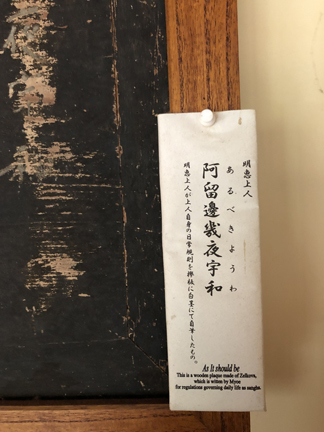 明恵上人
あるべきようわ
阿留邊幾夜宇和
明恵上人が上人自身の日常規則を欅板に白墨にて自筆したもの。
As It should be
This is a wooden plaque made of Zelkova,
which is written by Myoe
for regulations governing daily life as sangha.